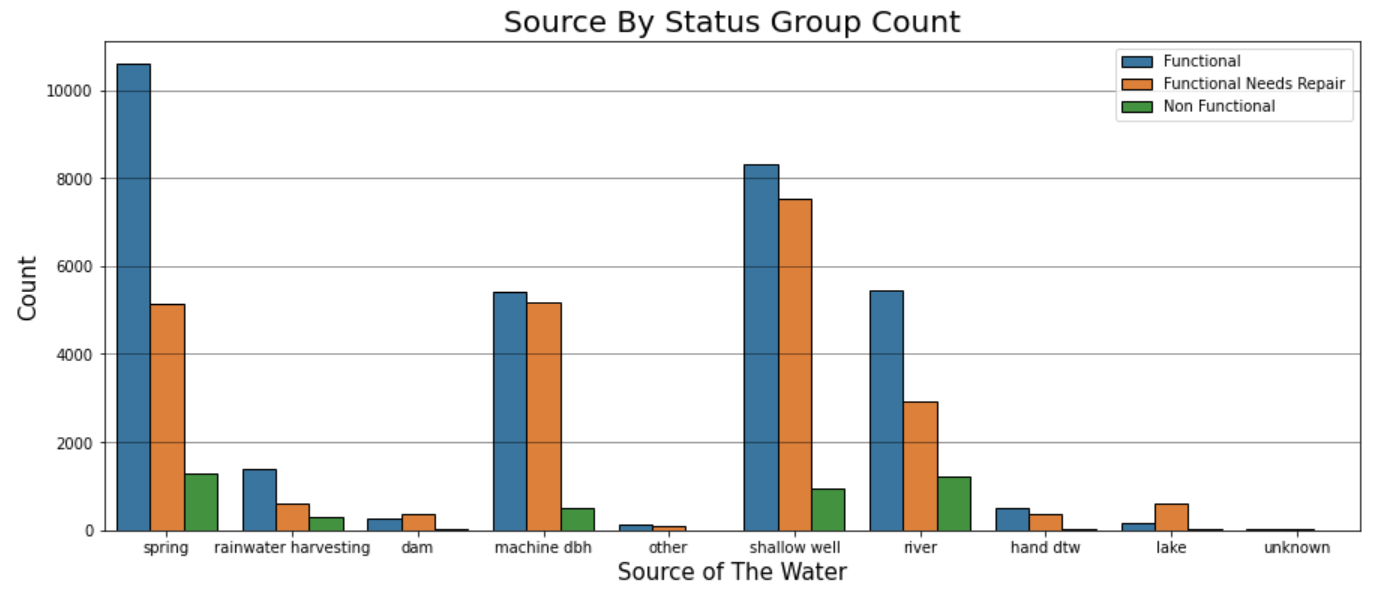 Source By Status Group Count
Functional
Functional Needs Repair
Non Functional
10000
8000
6000
4000
2000
0
Count
spring rainwater harvesting dam machine dbh other shallow well river hand dtw lake unknown
Source of The Water